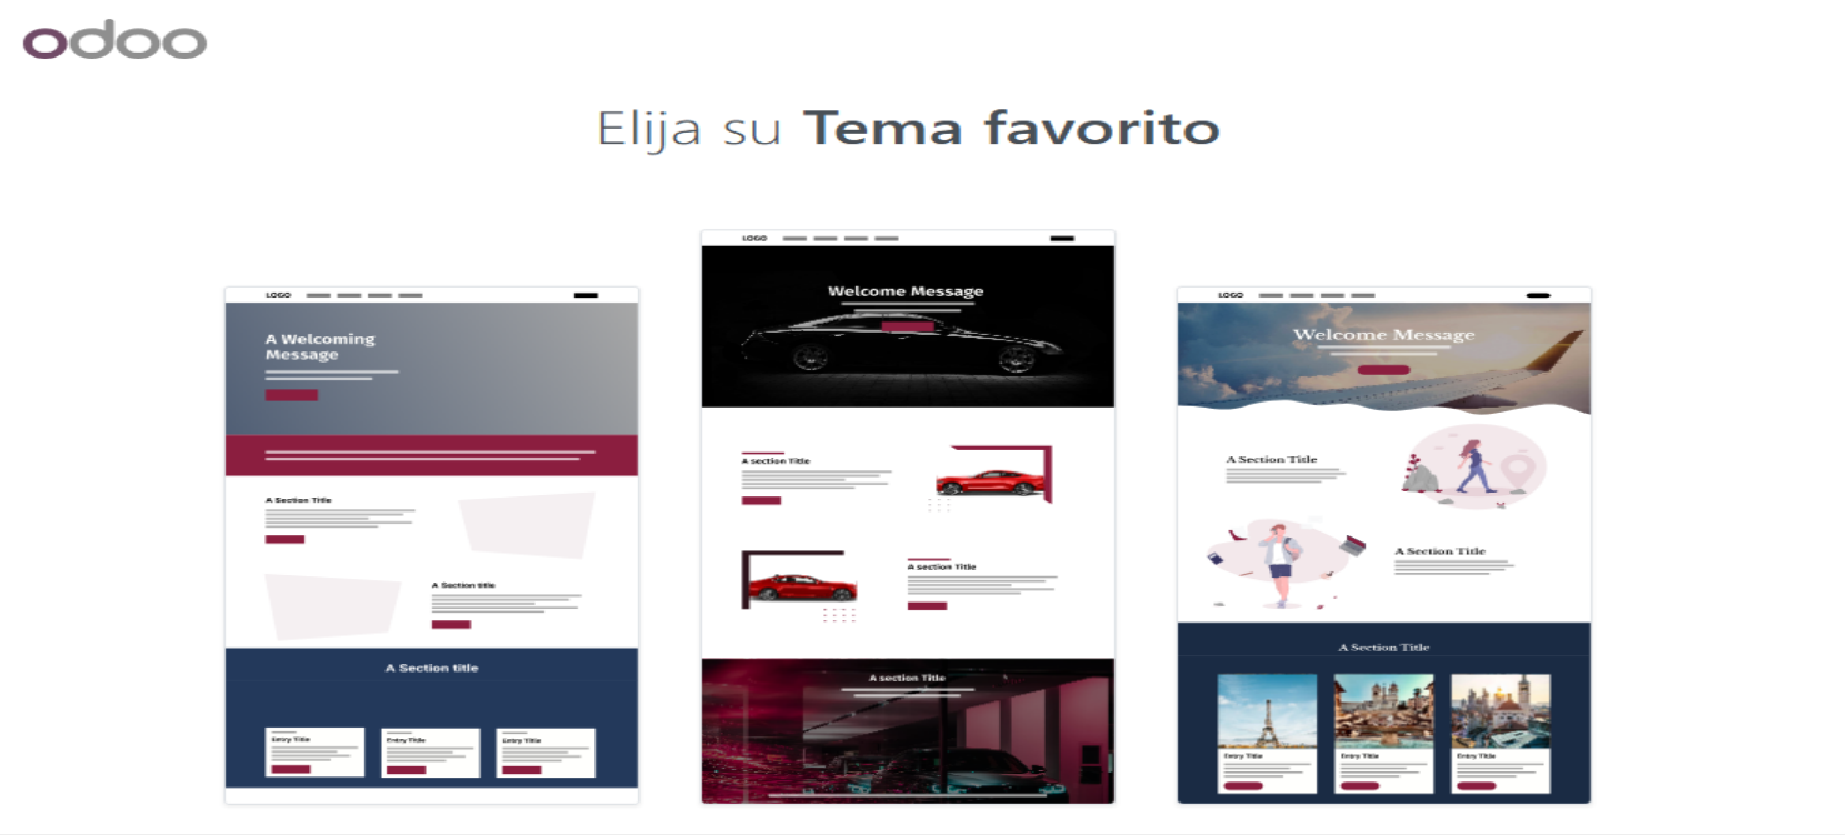 odoo
Elija su Tema favorito
LOGO
A Welcoming
Message
A Section Title
A Section title
A Section title
Entry Title
Entry Title
Entry Title
LOGO
Welcome Message
A section Title
A section Title
A section Title
LOGO
Welcome Message
A Section Title
A Section Title
A Section Title
Entry Title
Entry Title
Entry Title